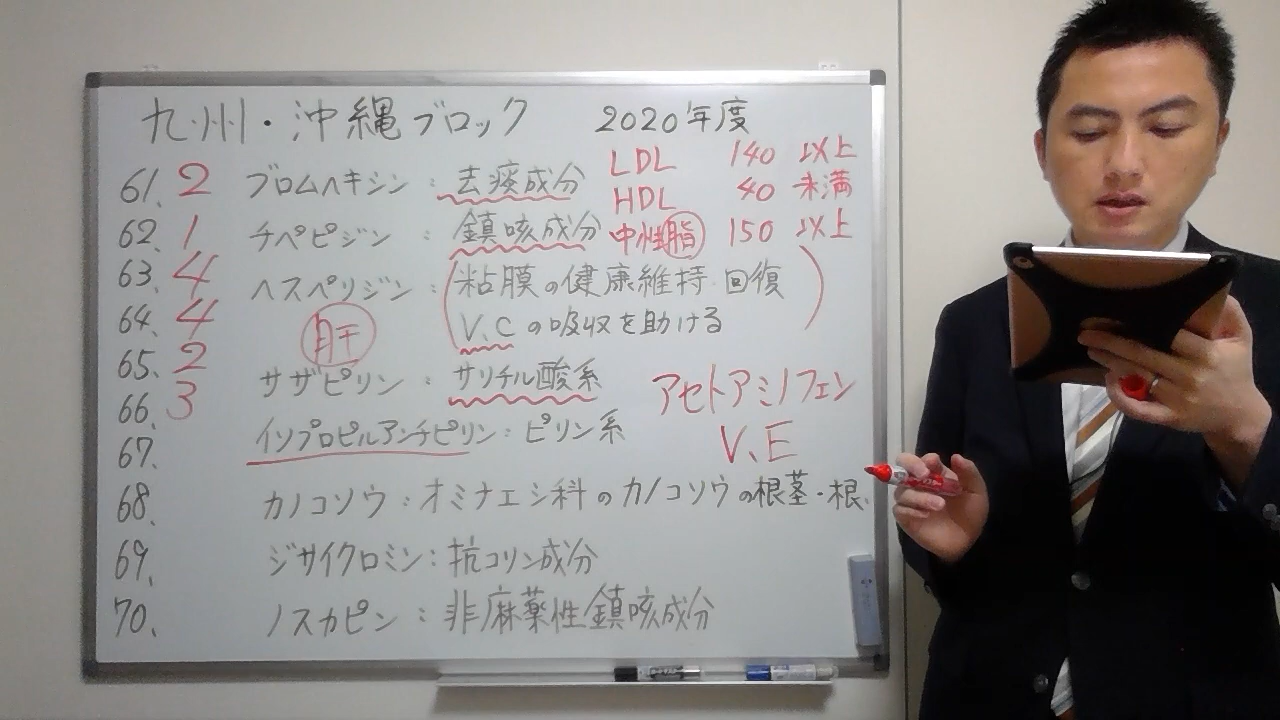 九州・沖縄ブロック 2020年度
LDL 140 以上
61. 2 ブロムヘキシン：去痰成分
HDL 40 未満
62. 1 チペピジン：鎮咳成分
中性脂 150 以上
63. 4 ヘスペリジン：粘膜の健康維持・回復
64. 4 V.Cの吸収を助ける
肝
65. 2 サザピリン：サリチル酸系
アセトアミノフェン
66. 3
イソプロピルアンチピリン：ピリン系
V.E
67.
68. カノコソウ：オミナエシ科のカノコソウの根茎・根.
69. ジサイクロミン：抗コリン成分
70. ノスカピン：非麻薬性鎮咳成分